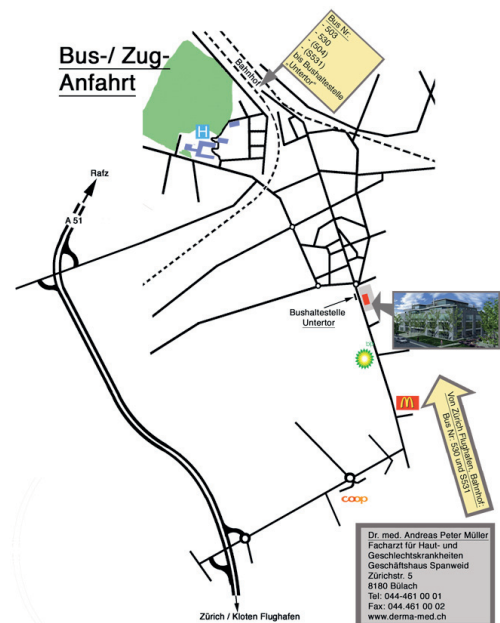 Bus-/ Zug-
Anfahrt
Bus Nr:
- 503
- 530
- (504)
- (S531)
bis Bushaltestelle
„Untertor“
Bahnhof
H
Rafz
A 51
Bushaltestelle
Untertor
bp
M
Von Zürich Flughafen, Bahnhof:
Bus Nr: 530 und S531
coop
Dr. med. Andreas Peter Müller
Facharzt für Haut- und
Geschlechtskrankheiten
Geschäftshaus Spanweid
Zürichstr. 5
8180 Bülach
Tel: 044-461 00 01
Fax: 044.461 00 02
www.derma-med.ch
Zürich / Kloten Flughafen